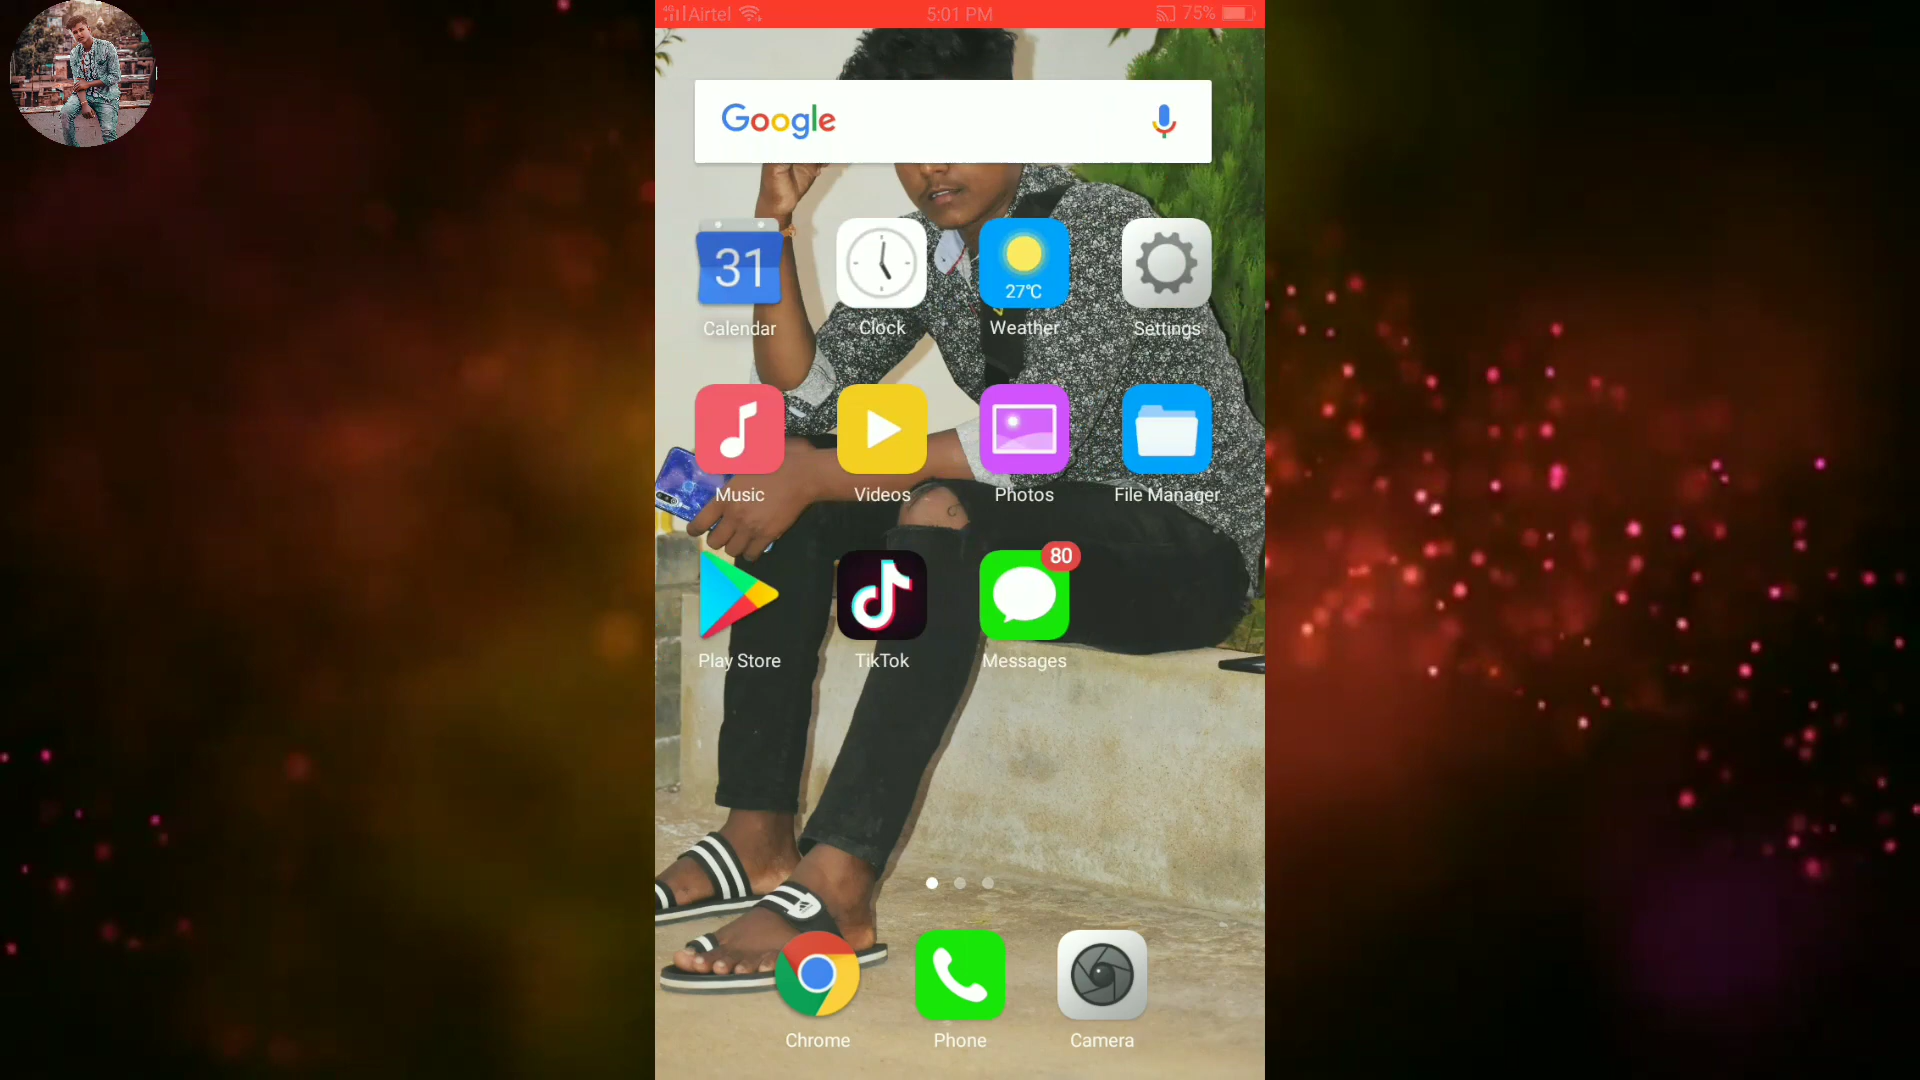 4G Airtel 5:01 PM 75%
Google
31 27℃
Calendar Clock Weather Settings
Music Videos Photos File Manager
80
Play Store TikTok Messages
Chrome Phone Camera